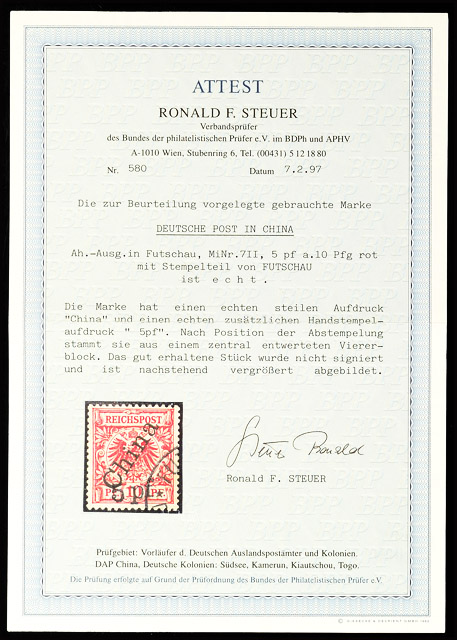 ATTEST
RONALD F. STEUER
Verbandsprüfer
des Bundes der philatelistischen Prüfer e.V. im BDPh und APHV
A-1010 Wien, Stubenring 6, Tel. (00431) 5 12 18 80
Nr. 580 Datum 7.2.97
Die zur Beurteilung vorgelegte gebrauchte Marke
DEUTSCHE POST IN CHINA
Ah.-Ausg.in Futschau, MiNr.7II, 5 pf a.10 Pfg rot
mit Stempelteil von FUTSCHAU
ist e c h t .
Die Marke hat einen echten steilen Aufdruck
"China" und einen echten zusätzlichen Handstempel-
aufdruck " 5pf". Nach Position der Abstempelung
stammt sie aus einem zentral entwerteten Vierer-
block. Das gut erhaltene Stück wurde nicht signiert
und ist nachstehend vergrößert abgebildet.
REICHSPOST
China
5 pf.
Ronald F. STEUER
Prüfgebiet: Vorläufer d. Deutschen Auslandspostämter und Kolonien.
DAP China, Deutsche Kolonien: Südsee, Kamerun, Kiautschou, Togo.
Die Prüfung erfolgte auf Grund der Prüfordnung des Bundes der Philatelistischen Prüfer e.V.